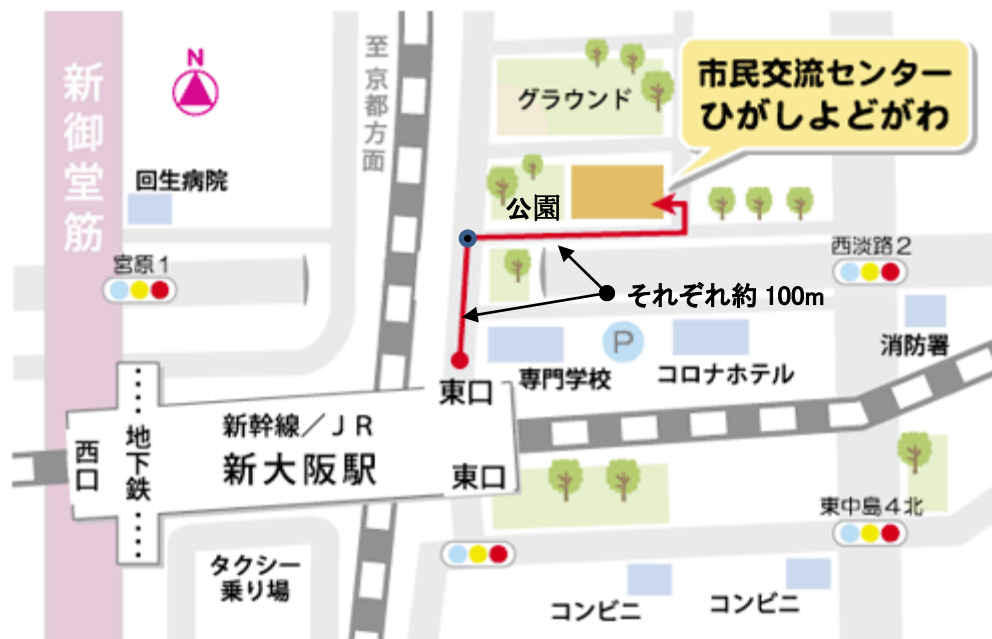 新御堂筋
N
至京都方面
グラウンド
市民交流センター
ひがしよどがわ
回生病院
公園
宮原1
西淡路2
それぞれ約100m
P
消防署
専門学校
コロナホテル
東口
新幹線/JR
新大阪駅
西口
地下鉄
東口
東中島4北
タクシー
乗り場
コンビニ
コンビニ